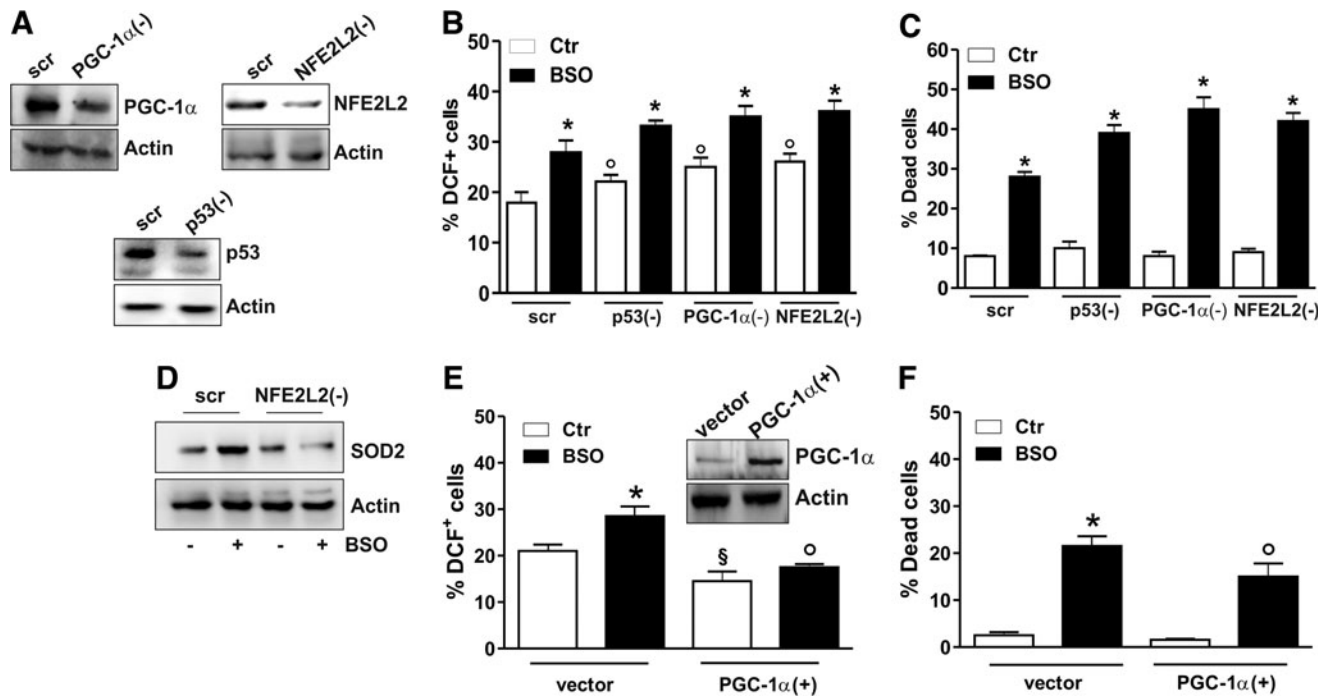 A
scr PGC-1α(-)
PGC-1α
Actin
scr NFE2L2(-)
NFE2L2
Actin
scr p53(-)
p53
Actin
B
Ctr
BSO
% DCF+ cells
50
40
30
20
10
0
* * * *
° ° °
scr p53(-) PGC-1α(-) NFE2L2(-)
C
Ctr
BSO
% Dead cells
60
50
40
30
20
10
0
* * * *
scr p53(-) PGC-1α(-) NFE2L2(-)
D
scr NFE2L2(-)
SOD2
Actin
- + - + BSO
E
Ctr
BSO
% DCF⁺ cells
50
40
30
20
10
0
vector PGC-1α(+)
PGC-1α
Actin
* § °
vector PGC-1α(+)
F
Ctr
BSO
% Dead cells
50
40
30
20
10
0
* °
vector PGC-1α(+)